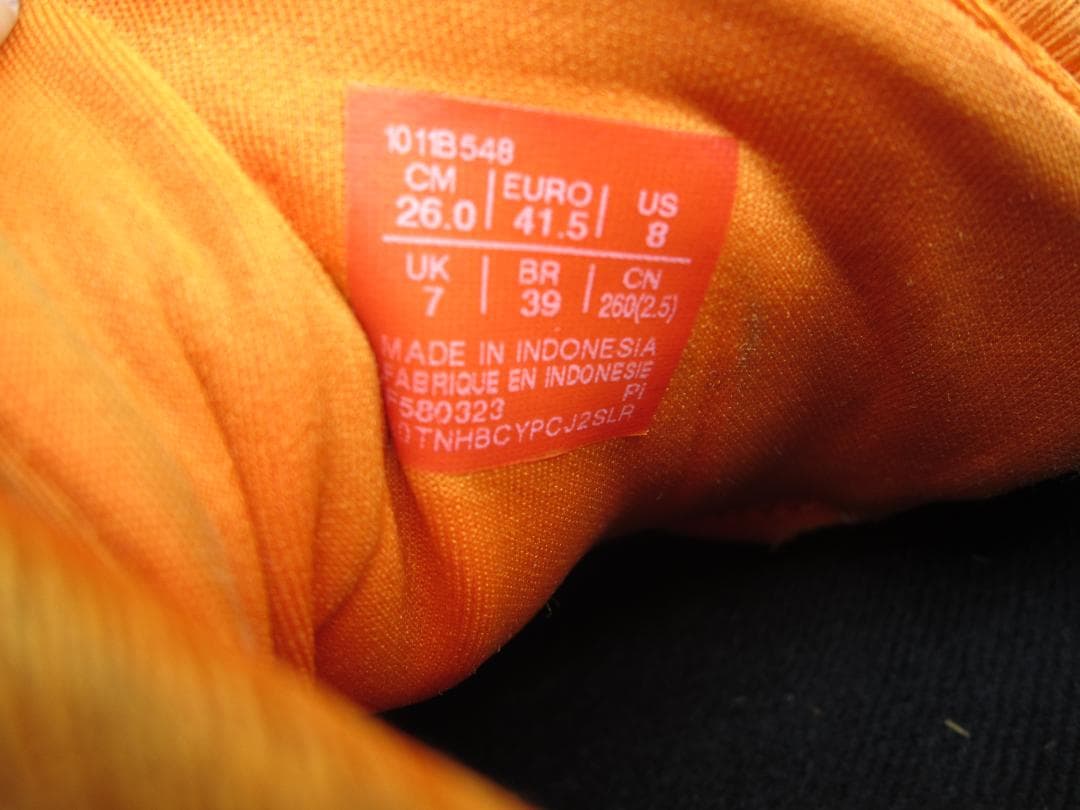 1011B548
CM EURO US
26.0 41.5 8
UK BR CN
7 39 260(2.5)
MADE IN INDONESIA
FABRIQUE EN INDONESIE
PI
580323
TNHBCYPCJ2SLR